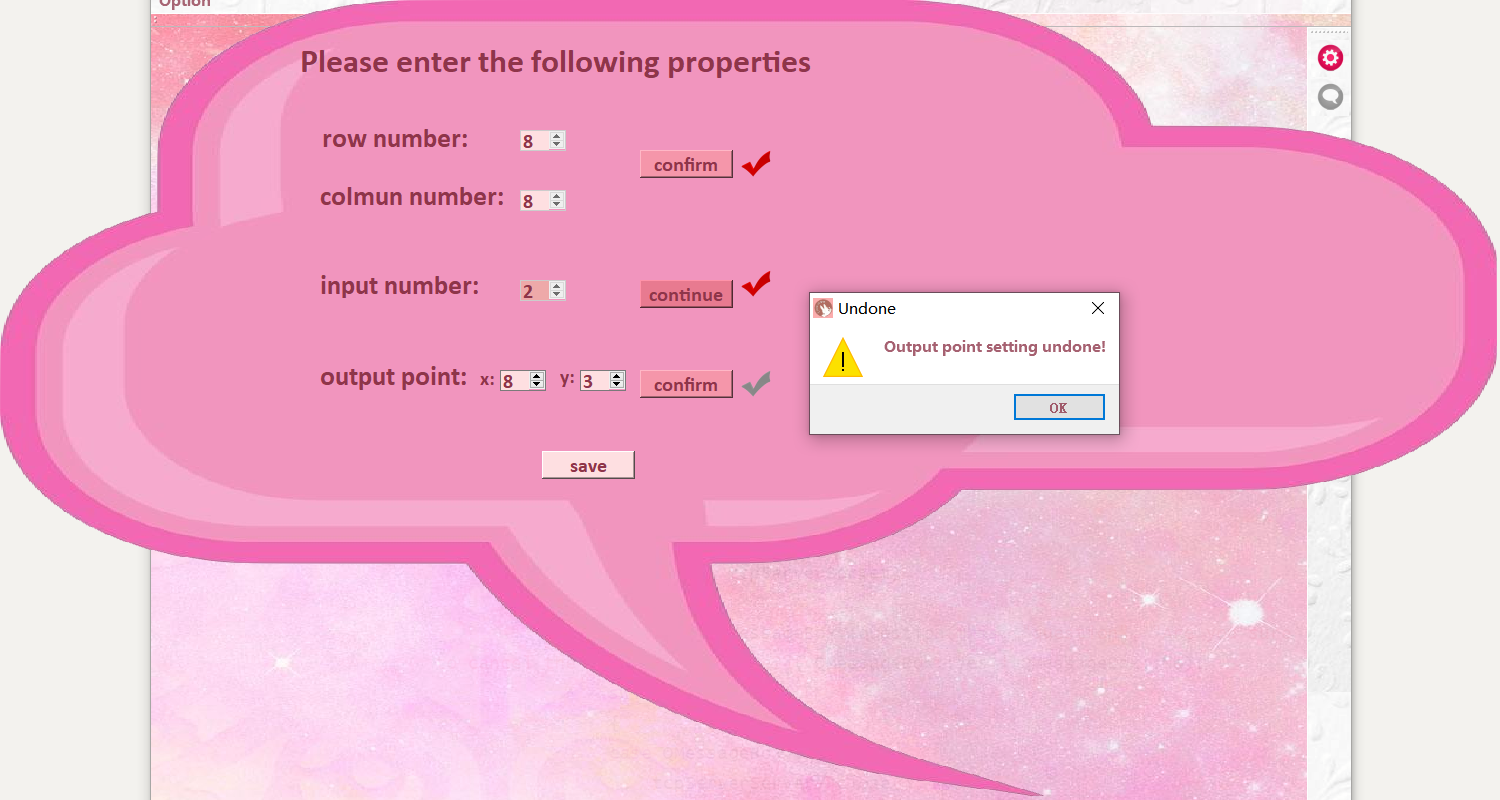 Option
Please enter the following properties
row number: 8
confirm
colmun number: 8
input number: 2
continue
Undone
Output point setting undone!
output point: x: 8 y: 3 confirm
OK
save